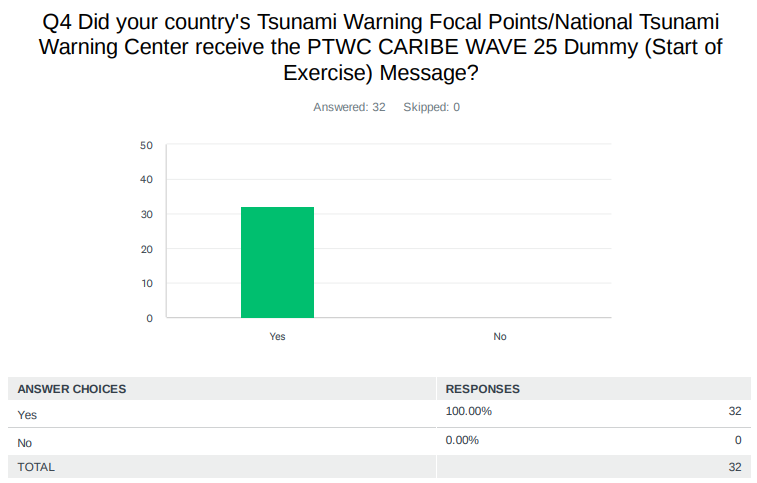 Q4 Did your country's Tsunami Warning Focal Points/National Tsunami
Warning Center receive the PTWC CARIBE WAVE 25 Dummy (Start of
Exercise) Message?
Answered: 32 Skipped: 0
50
40
30
20
10
0
Yes No
ANSWER CHOICES RESPONSES
Yes 100.00% 32
No 0.00% 0
TOTAL 32